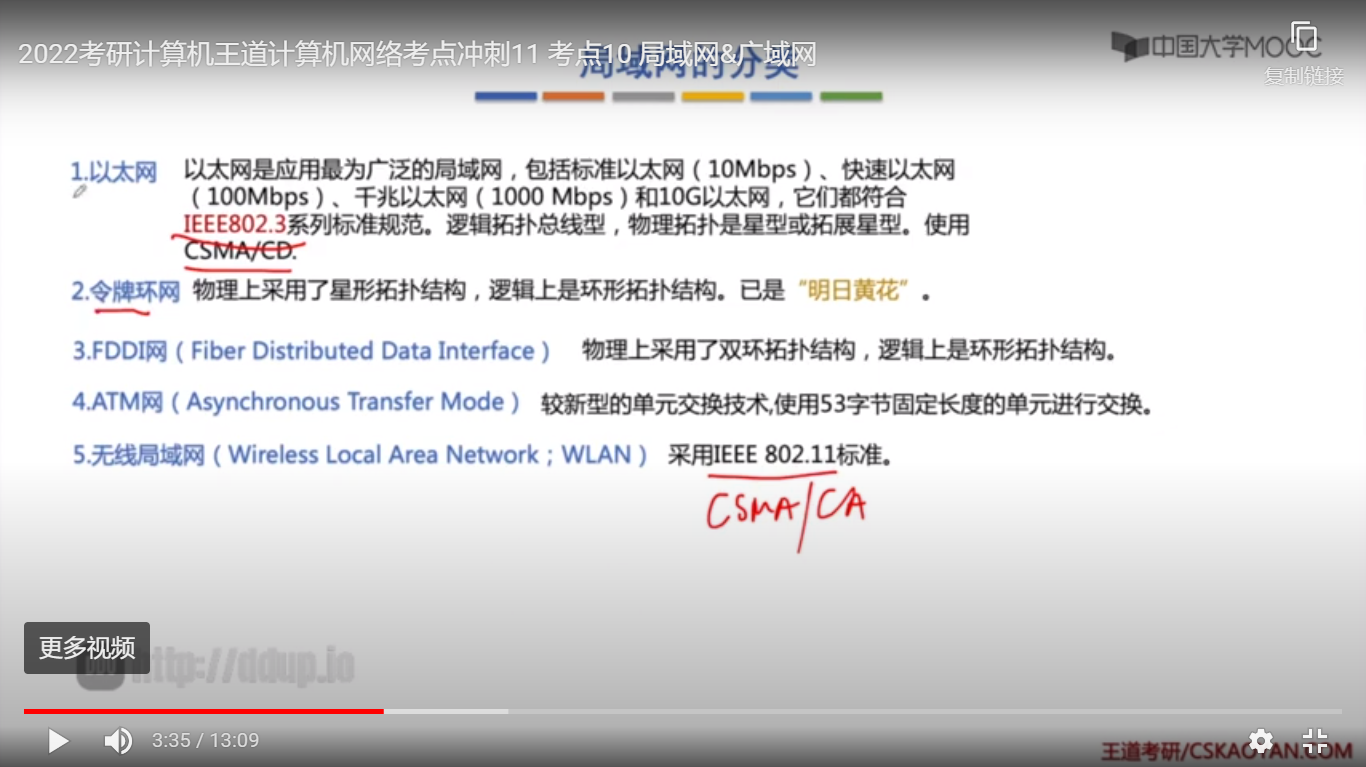 2022考研计算机王道计算机网络考点冲刺11 考点10 局域网&广域网
局域网的分类
中国大学MOOC
复制链接
1.以太网 以太网是应用最为广泛的局域网，包括标准以太网（10Mbps）、快速以太网
（100Mbps）、千兆以太网（1000 Mbps）和10G以太网，它们都符合
IEEE802.3系列标准规范。逻辑拓扑总线型，物理拓扑是星型或拓展星型。使用
CSMA/CD.
2.令牌环网 物理上采用了星形拓扑结构，逻辑上是环形拓扑结构。已是“明日黄花”。
3.FDDI网（Fiber Distributed Data Interface） 物理上采用了双环拓扑结构，逻辑上是环形拓扑结构。
4.ATM网（Asynchronous Transfer Mode） 较新型的单元交换技术,使用53字节固定长度的单元进行交换。
5.无线局域网（Wireless Local Area Network；WLAN） 采用IEEE 802.11标准。
CSMA/CA
更多视频
http://ddup.io
3:35 / 13:09
王道考研/CSKAOYAN.COM